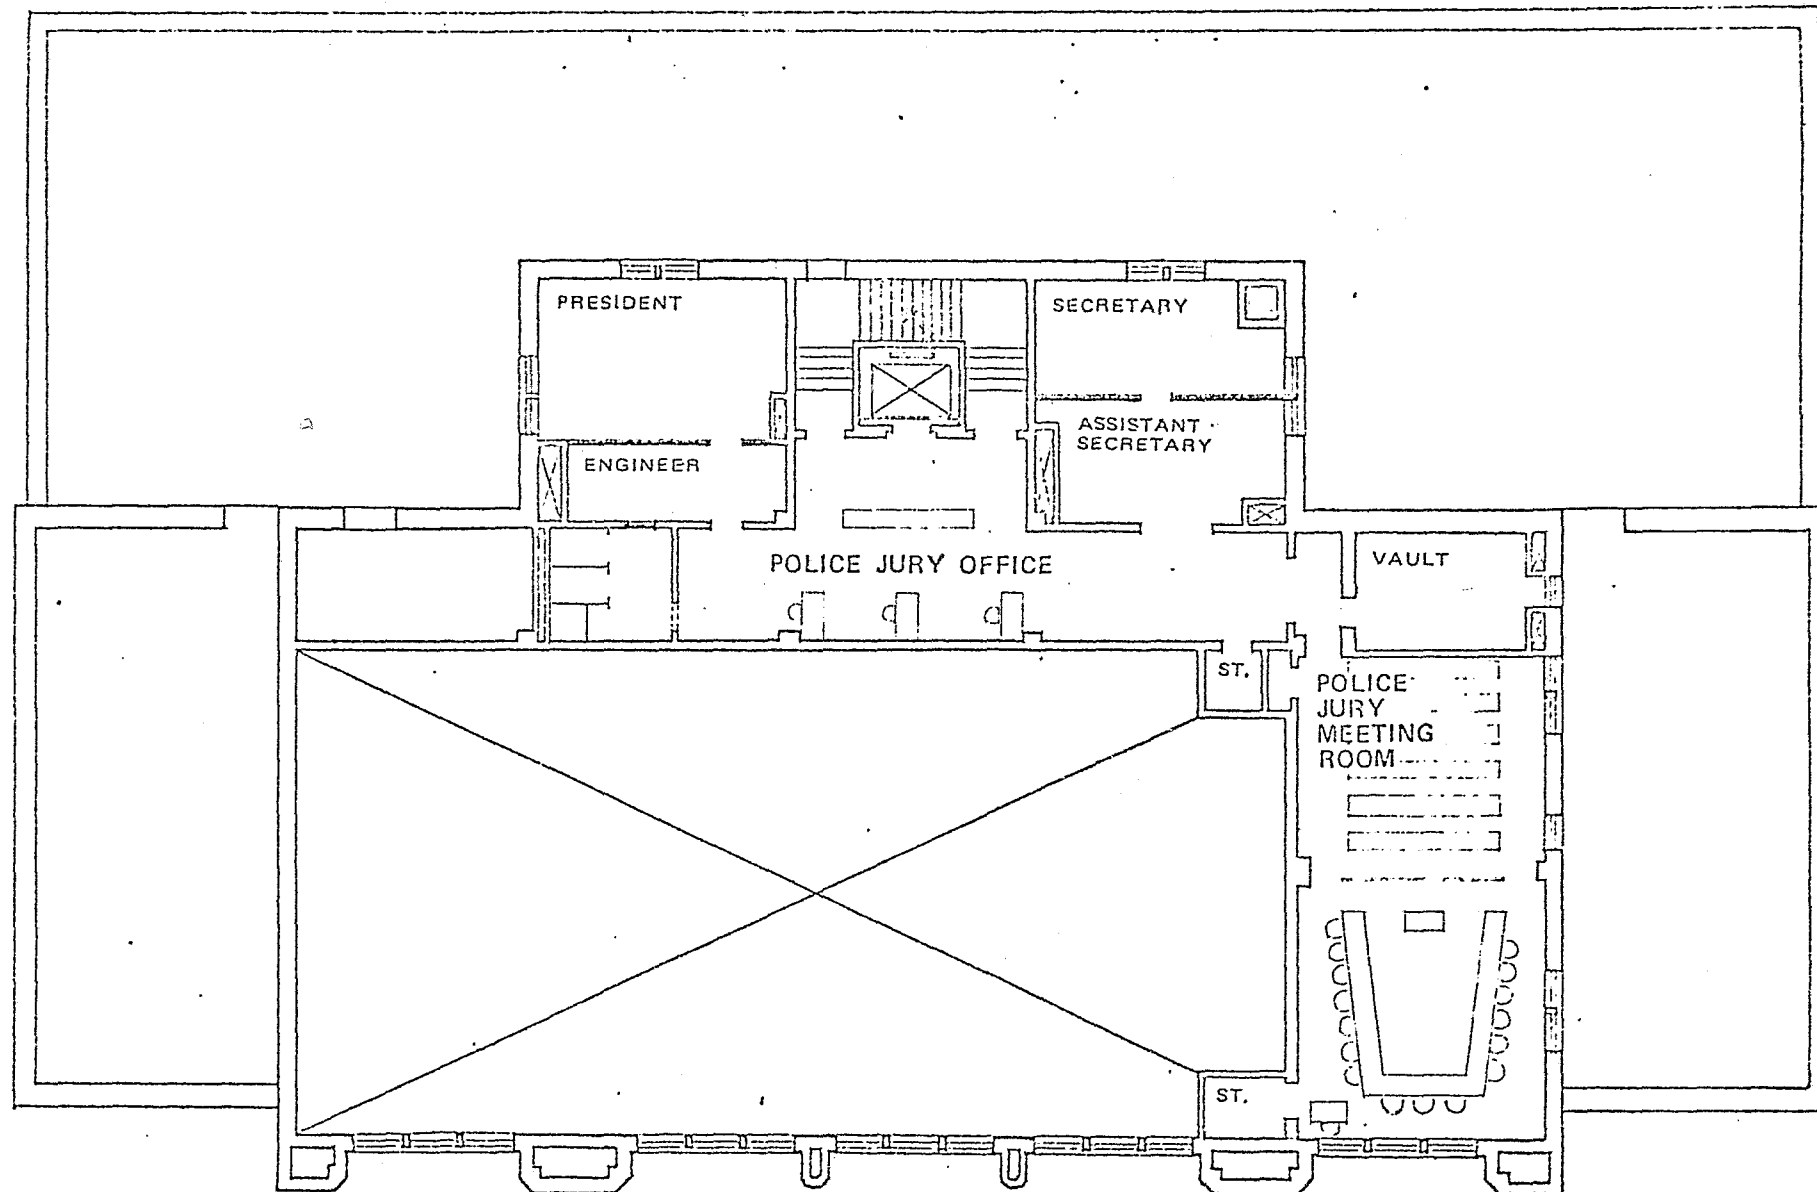 PRESIDENT
SECRETARY
ASSISTANT
SECRETARY
ENGINEER
POLICE JURY OFFICE
VAULT
ST.
POLICE
JURY
MEETING
ROOM
ST.